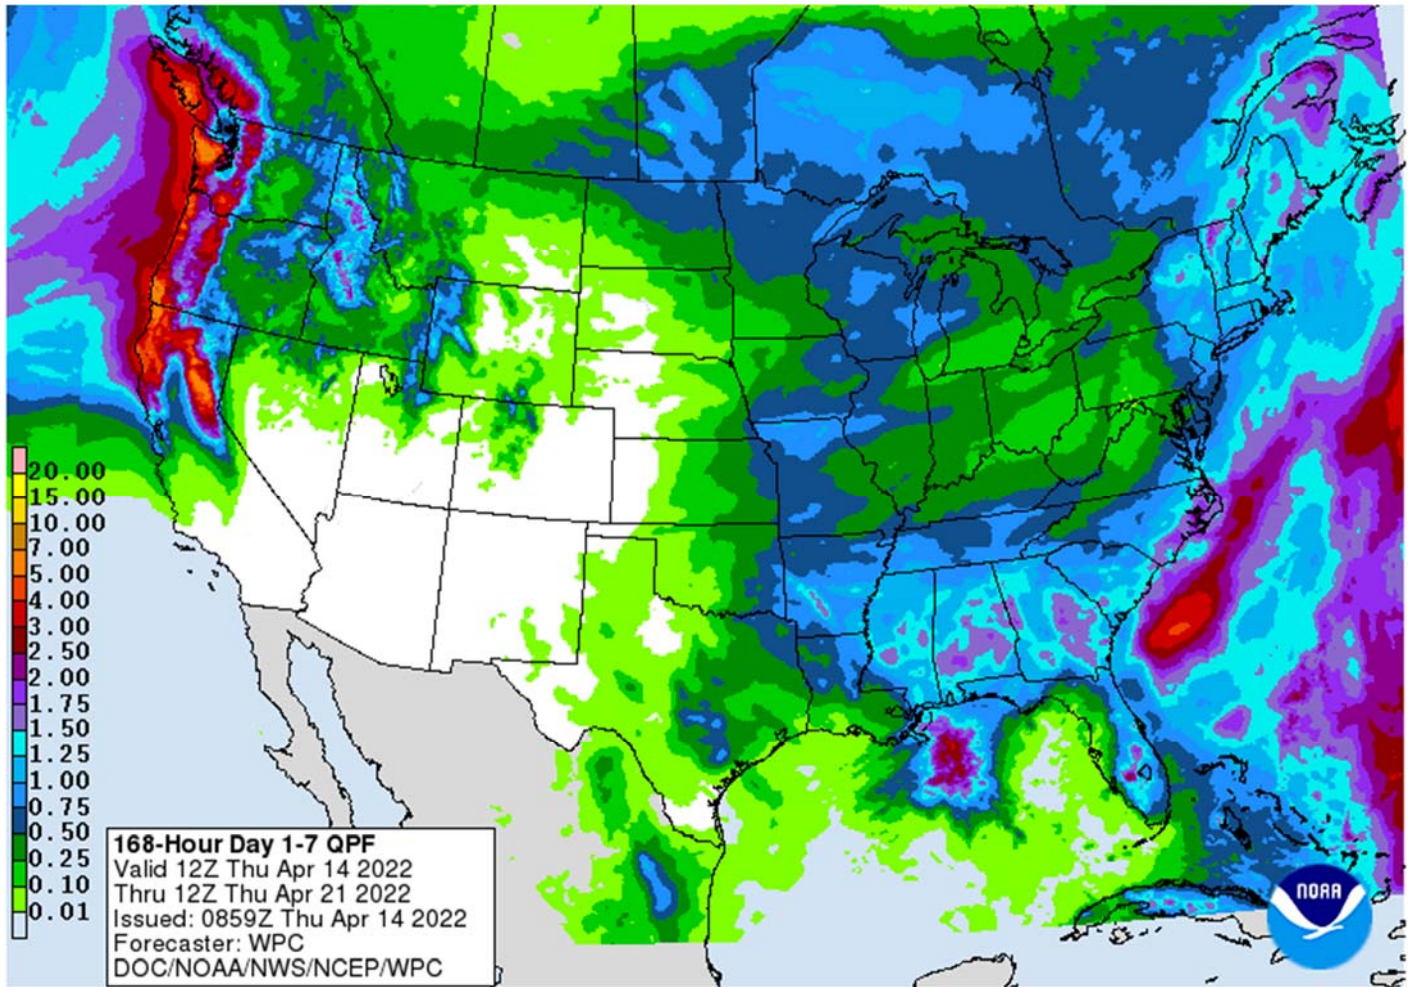 20.00
15.00
10.00
7.00
5.00
4.00
3.00
2.50
2.00
1.75
1.50
1.25
1.00
0.75
0.50
0.25
0.10
0.01
168-Hour Day 1-7 QPF
Valid 12Z Thu Apr 14 2022
Thru 12Z Thu Apr 21 2022
Issued: 0859Z Thu Apr 14 2022
Forecaster: WPC
DOC/NOAA/NWS/NCEP/WPC
NOAA